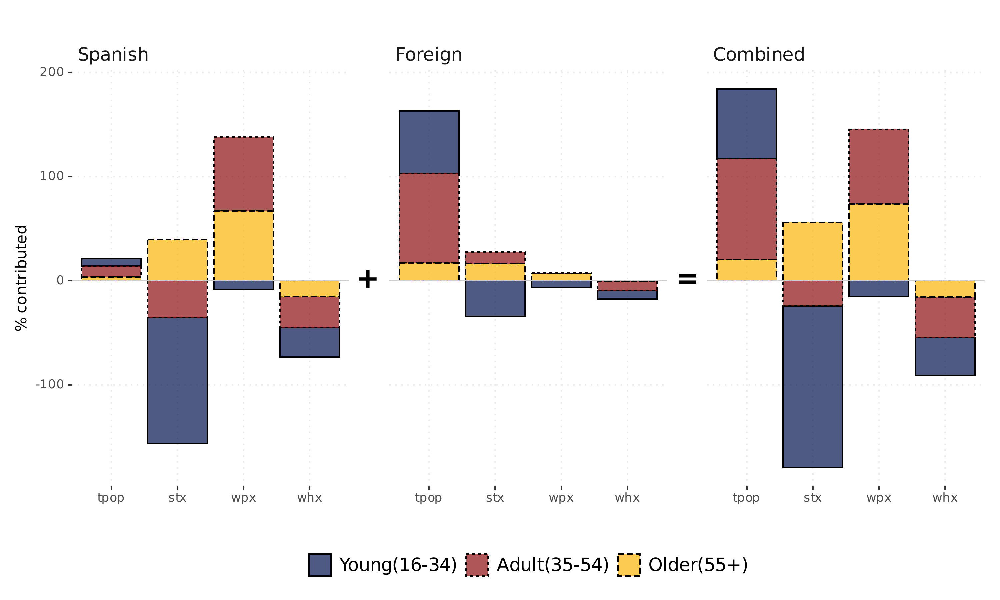 Spanish
Foreign
Combined
200
100
0
-100
% contributed
+
=
tpop stx wpx whx
tpop stx wpx whx
tpop stx wpx whx
Young(16-34) Adult(35-54) Older(55+)